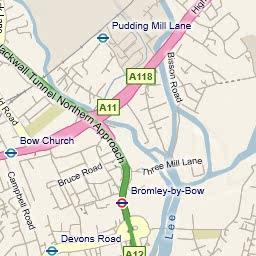 Pudding Mill Lane
Blackwall Tunnel Northern Approach
A118
Bisson Road
High
A11
Road
Bow Church
Three Mill Lane
Bruce Road
Campbell Road
Bromley-by-Bow
Lee
Devons Road
A12